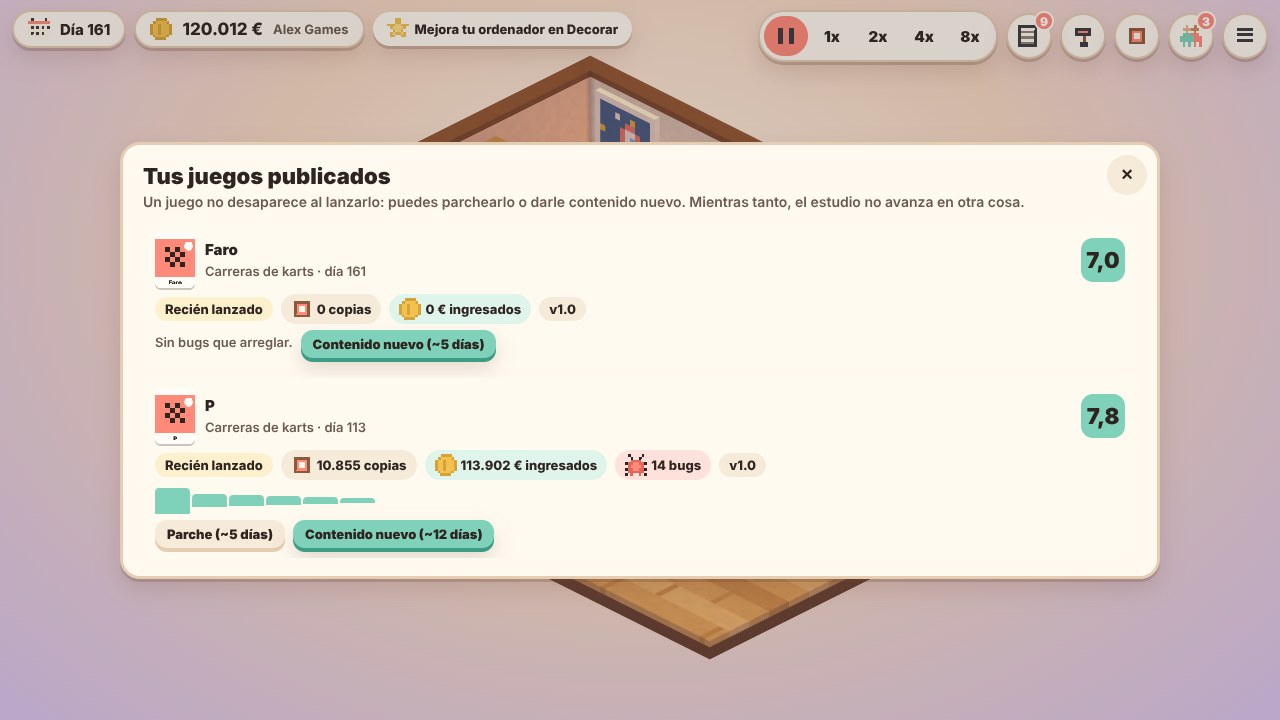 Día 161
120.012 € Alex Games
Mejora tu ordenador en Decorar
1x 2x 4x 8x
9
3
Tus juegos publicados
×
Un juego no desaparece al lanzarlo: puedes parchearlo o darle contenido nuevo. Mientras tanto, el estudio no avanza en otra cosa.
Faro
Carreras de karts · día 161
Faro
7,0
Recién lanzado 0 copias 0 € ingresados v1.0
Sin bugs que arreglar. Contenido nuevo (~5 días)
P
Carreras de karts · día 113
P
7,8
Recién lanzado 10.855 copias 113.902 € ingresados 14 bugs v1.0
Parche (~5 días) Contenido nuevo (~12 días)